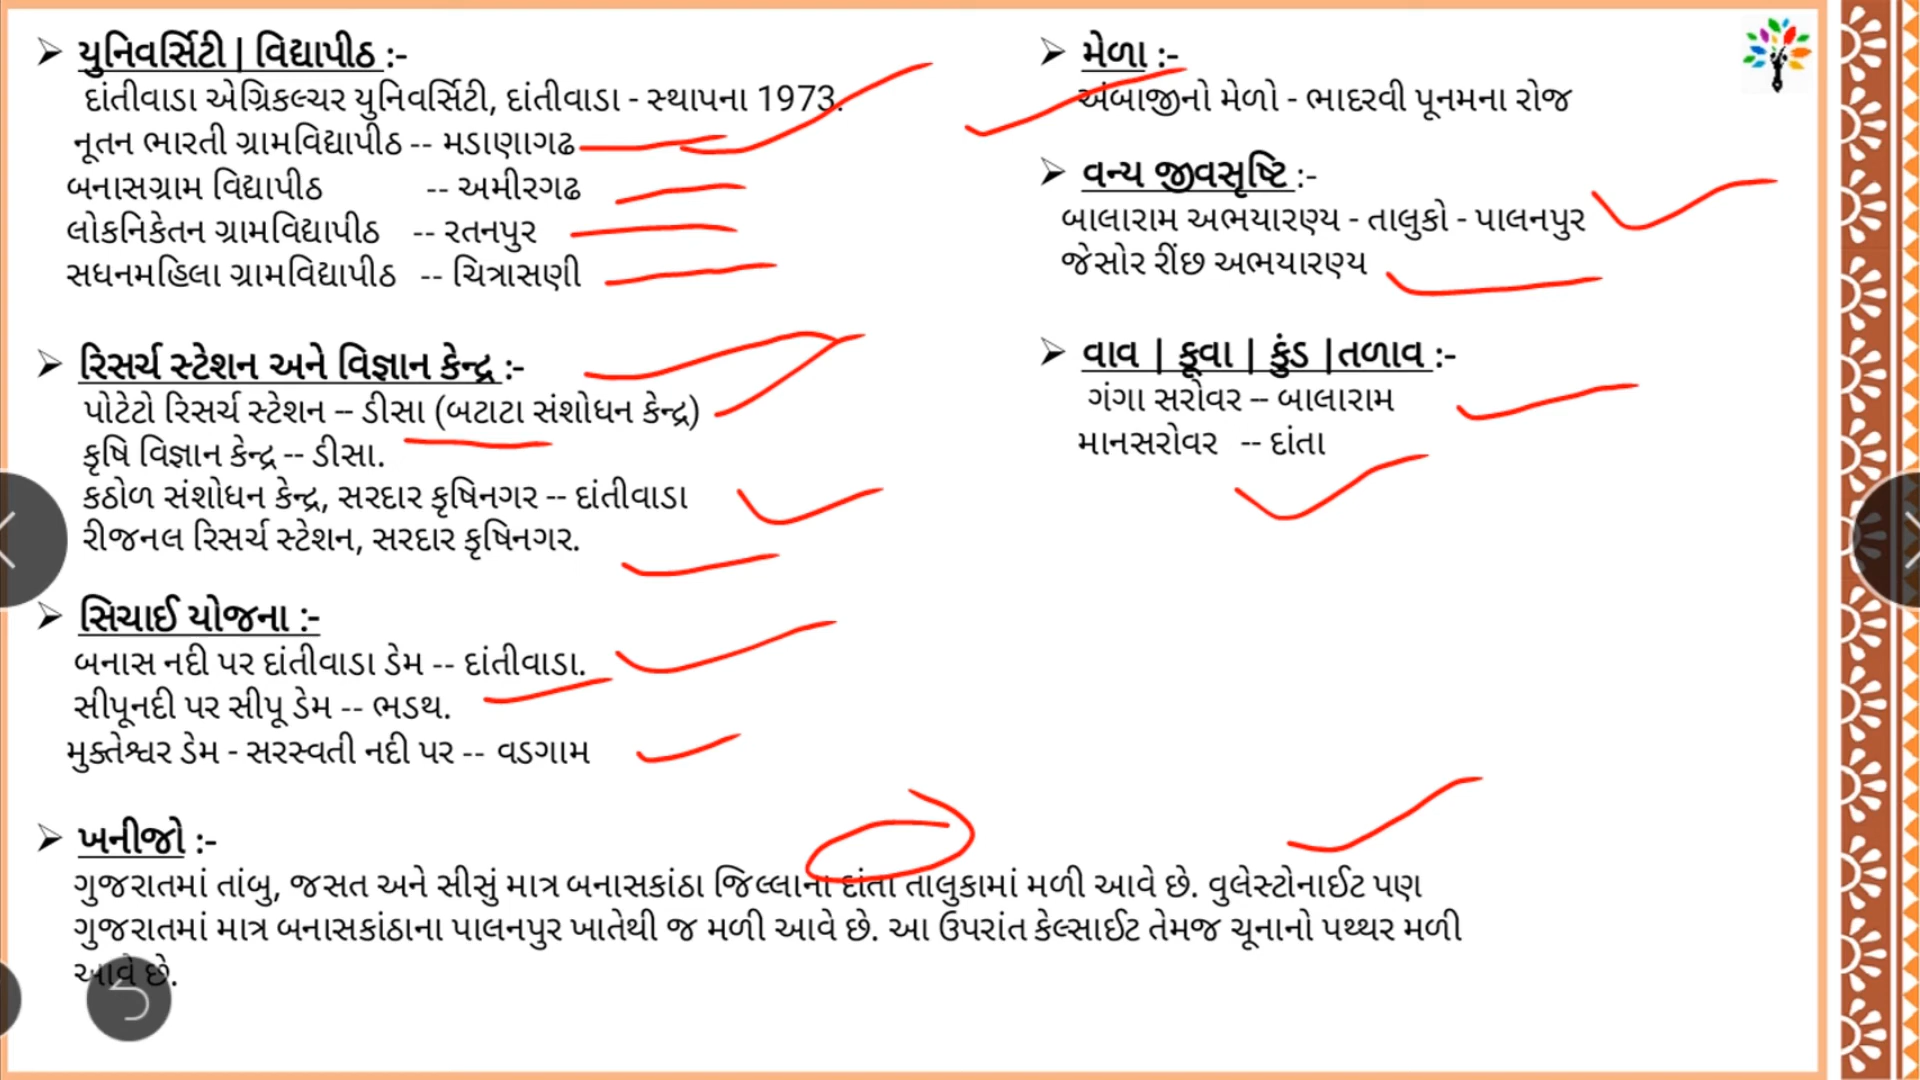 ➢ યુનિવર્સિટી | વિદ્યાપીઠ :-
દાંતીવાડા એગ્રિકલ્ચર યુનિવર્સિટી, દાંતીવાડા - સ્થાપના 1973.
નૂતન ભારતી ગ્રામવિદ્યાપીઠ -- મડાણાગઢ
બનાસગ્રામ વિદ્યાપીઠ -- અમીરગઢ
લોકનિકેતન ગ્રામવિદ્યાપીઠ -- રતનપુર
સધનમહિલા ગ્રામવિદ્યાપીઠ -- ચિત્રાસણી
➢ રિસર્ચ સ્ટેશન અને વિજ્ઞાન કેન્દ્ર :-
પોટેટો રિસર્ચ સ્ટેશન -- ડીસા (બટાટા સંશોધન કેન્દ્ર)
કૃષિ વિજ્ઞાન કેન્દ્ર -- ડીસા.
કઠોળ સંશોધન કેન્દ્ર, સરદાર કૃષિનગર -- દાંતીવાડા
રીજનલ રિસર્ચ સ્ટેશન, સરદાર કૃષિનગર.
➢ સિચાઈ યોજના :-
બનાસ નદી પર દાંતીવાડા ડેમ -- દાંતીવાડા.
સીપૂનદી પર સીપૂ ડેમ -- ભડથ.
મુક્તેશ્વર ડેમ - સરસ્વતી નદી પર -- વડગામ
➢ ખનીજો :-
ગુજરાતમાં તાંબુ, જસત અને સીસું માત્ર બનાસકાંઠા જિલ્લાના દાંતા તાલુકામાં મળી આવે છે. વુલેસ્ટોનાઈટ પણ
ગુજરાતમાં માત્ર બનાસકાંઠાના પાલનપુર ખાતેથી જ મળી આવે છે. આ ઉપરાંત કેલ્સાઈટ તેમજ ચૂનાનો પથ્થર મળી
આવે છે.
➢ મેળા :-
અંબાજીનો મેળો - ભાદરવી પૂનમના રોજ
➢ વન્ય જીવસૃષ્ટિ :-
બાલારામ અભયારણ્ય - તાલુકો - પાલનપુર
જેસોર રીંછ અભયારણ્ય
➢ વાવ | કૂવા | કુંડ |તળાવ :-
ગંગા સરોવર -- બાલારામ
માનસરોવર -- દાંતા